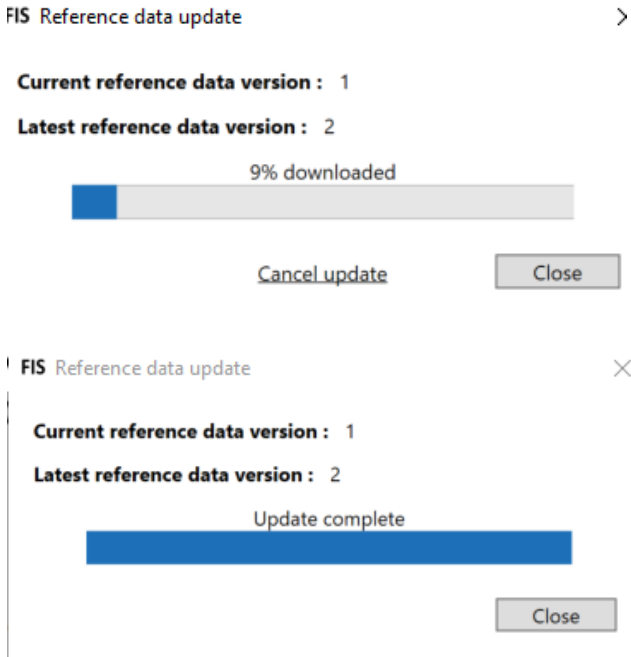 FIS Reference data update
Current reference data version : 1
Latest reference data version : 2
9% downloaded
Cancel update
Close
FIS Reference data update
Current reference data version : 1
Latest reference data version : 2
Update complete
Close